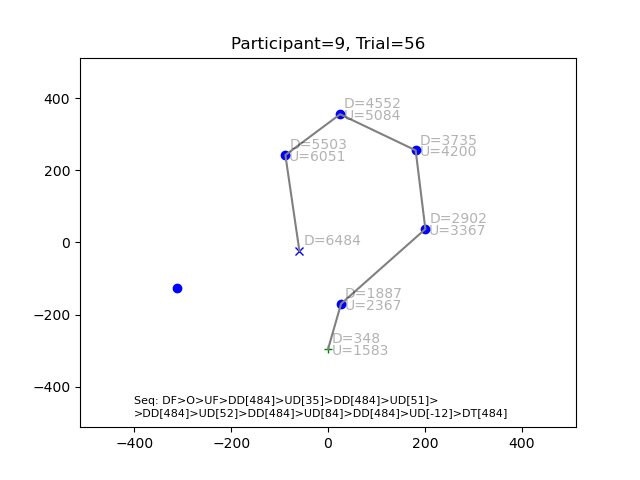 Participant=9, Trial=56
400
200
0
−200
−400
D=4552
U=5084
D=3735
U=4200
D=5503
U=6051
D=2902
U=3367
D=6484
D=1887
U=2367
D=348
U=1583
Seq: DF>O>UF>DD[484]>UD[35]>DD[484]>UD[51]>
>DD[484]>UD[52]>DD[484]>UD[84]>DD[484]>UD[-12]>DT[484]
−400 −200 0 200 400